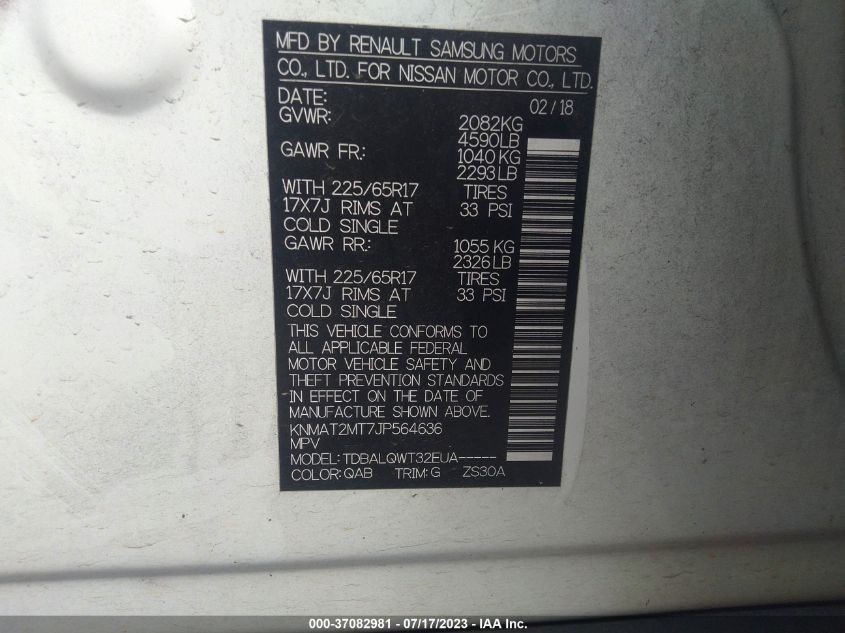 MFD BY RENAULT SAMSUNG MOTORS
CO., LTD. FOR NISSAN MOTOR CO., LTD.
DATE: 02/18
GVWR: 2082KG
4590LB
GAWR FR.: 1040 KG
2293 LB
WITH 225/65R17 TIRES
17X7J RIMS AT 33 PSI
COLD SINGLE
GAWR RR.: 1055 KG
2326 LB
WITH 225/65R17 TIRES
17X7J RIMS AT 33 PSI
COLD SINGLE
THIS VEHICLE CONFORMS TO
ALL APPLICABLE FEDERAL
MOTOR VEHICLE SAFETY AND
THEFT PREVENTION STANDARDS
IN EFFECT ON THE DATE OF
MANUFACTURE SHOWN ABOVE.
KNMAT2MT7JP564636
MPV
MODEL: TDBALQWT32EUA-----
COLOR: QAB TRIM: G ZS30A
000-37082981 - 07/17/2023 - IAA Inc.